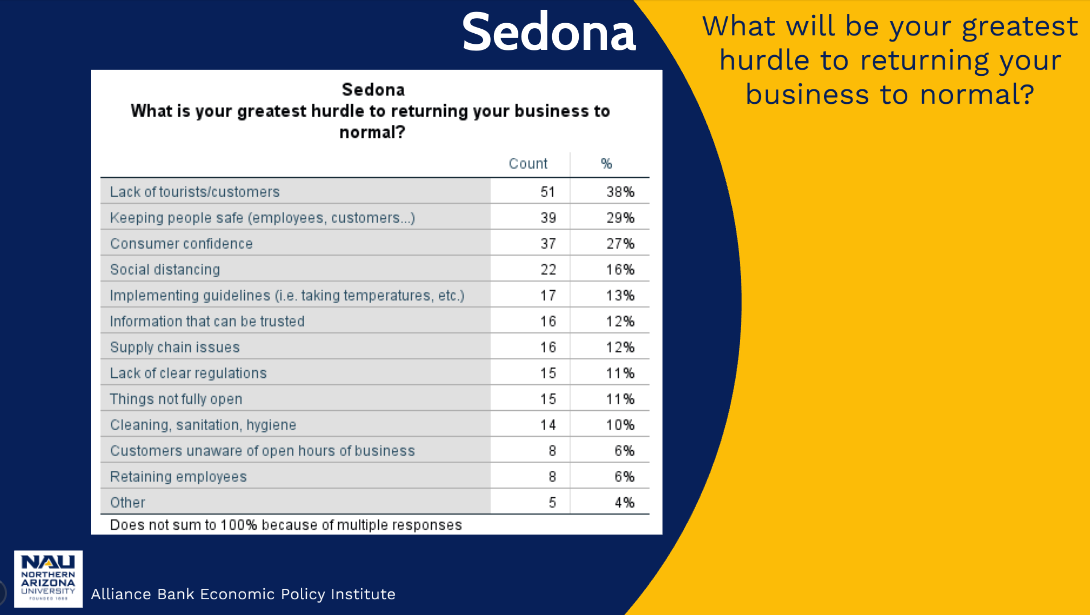 Sedona
What will be your greatest
hurdle to returning your
business to normal?
Sedona
What is your greatest hurdle to returning your business to
normal?
Count %
Lack of tourists/customers 51 38%
Keeping people safe (employees, customers...) 39 29%
Consumer confidence 37 27%
Social distancing 22 16%
Implementing guidelines (i.e. taking temperatures, etc.) 17 13%
Information that can be trusted 16 12%
Supply chain issues 16 12%
Lack of clear regulations 15 11%
Things not fully open 15 11%
Cleaning, sanitation, hygiene 14 10%
Customers unaware of open hours of business 8 6%
Retaining employees 8 6%
Other 5 4%
Does not sum to 100% because of multiple responses
NAU
NORTHERN
ARIZONA
UNIVERSITY
FOUNDED 1899
Alliance Bank Economic Policy Institute